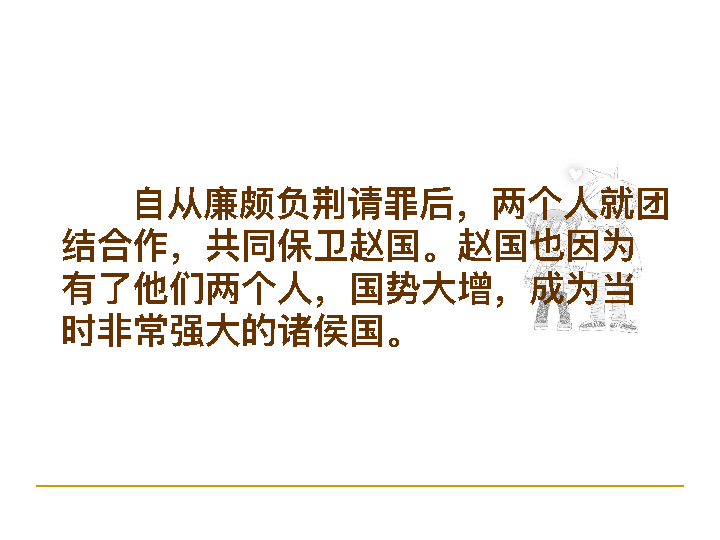 自从廉颇负荆请罪后，两个人就团
结合作，共同保卫赵国。赵国也因为
有了他们两个人，国势大增，成为当
时非常强大的诸侯国。